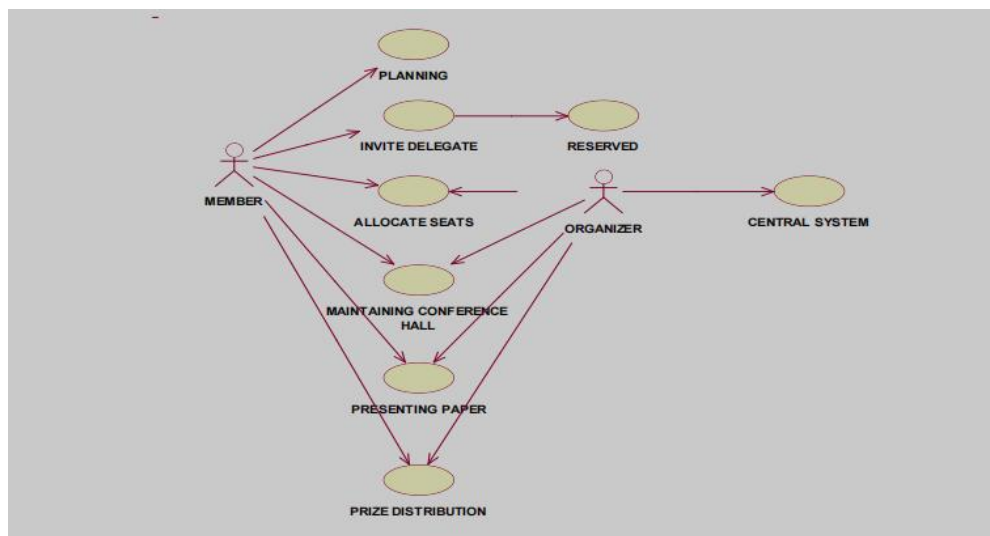 PLANNING
INVITE DELEGATE
RESERVED
MEMBER
ALLOCATE SEATS
ORGANIZER
CENTRAL SYSTEM
MAINTAINING CONFERENCE
HALL
PRESENTING PAPER
PRIZE DISTRIBUTION